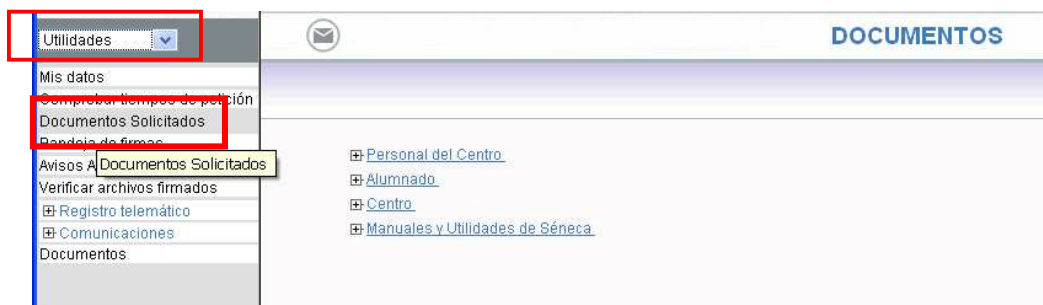 Utilidades
DOCUMENTOS
Mis datos
Comprobar tiempos de petición
Documentos Solicitados
Bandeja de firmas
Avisos A
Documentos Solicitados
Verificar archivos firmados
Registro telemático
Comunicaciones
Documentos
Personal del Centro
Alumnado
Centro
Manuales y Utilidades de Séneca